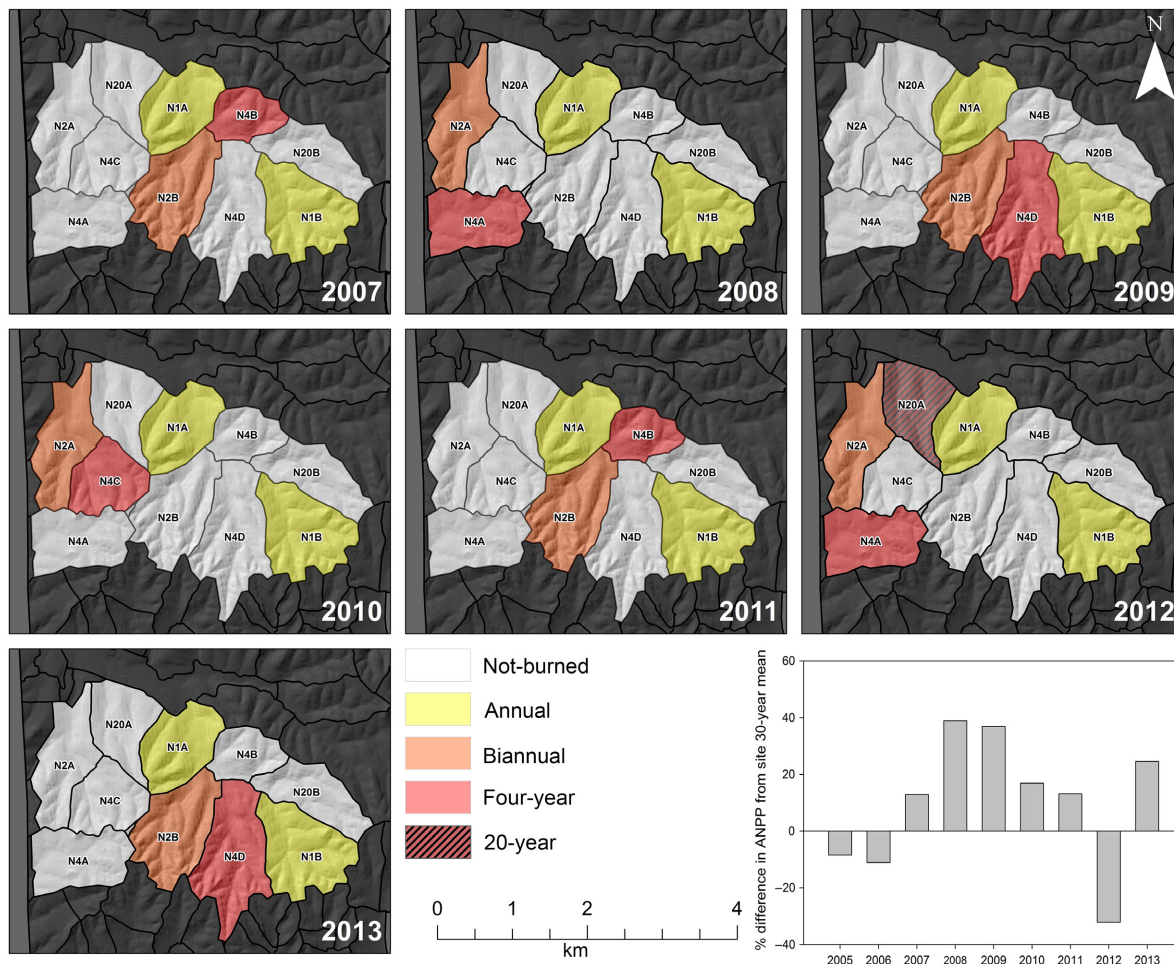 N20A
N1A
N4B
N2A
N4C
N20B
N2B
N4A
N4D
N1B
2007
N20A
N1A
N4B
N2A
N4C
N20B
N2B
N4A
N4D
N1B
2008
N
N20A
N1A
N4B
N2A
N4C
N20B
N2B
N4A
N4D
N1B
2009
N20A
N1A
N4B
N2A
N4C
N20B
N2B
N4A
N4D
N1B
2010
N20A
N1A
N4B
N2A
N4C
N20B
N2B
N4A
N4D
N1B
2011
N20A
N1A
N4B
N2A
N4C
N20B
N2B
N4A
N4D
N1B
2012
N20A
N1A
N4B
N2A
N4C
N20B
N2B
N4A
N4D
N1B
2013
Not-burned
Annual
Biannual
Four-year
20-year
0 1 2 4
km
% difference in ANPP from site 30-year mean
60
40
20
0
–20
–40
2005 2006 2007 2008 2009 2010 2011 2012 2013